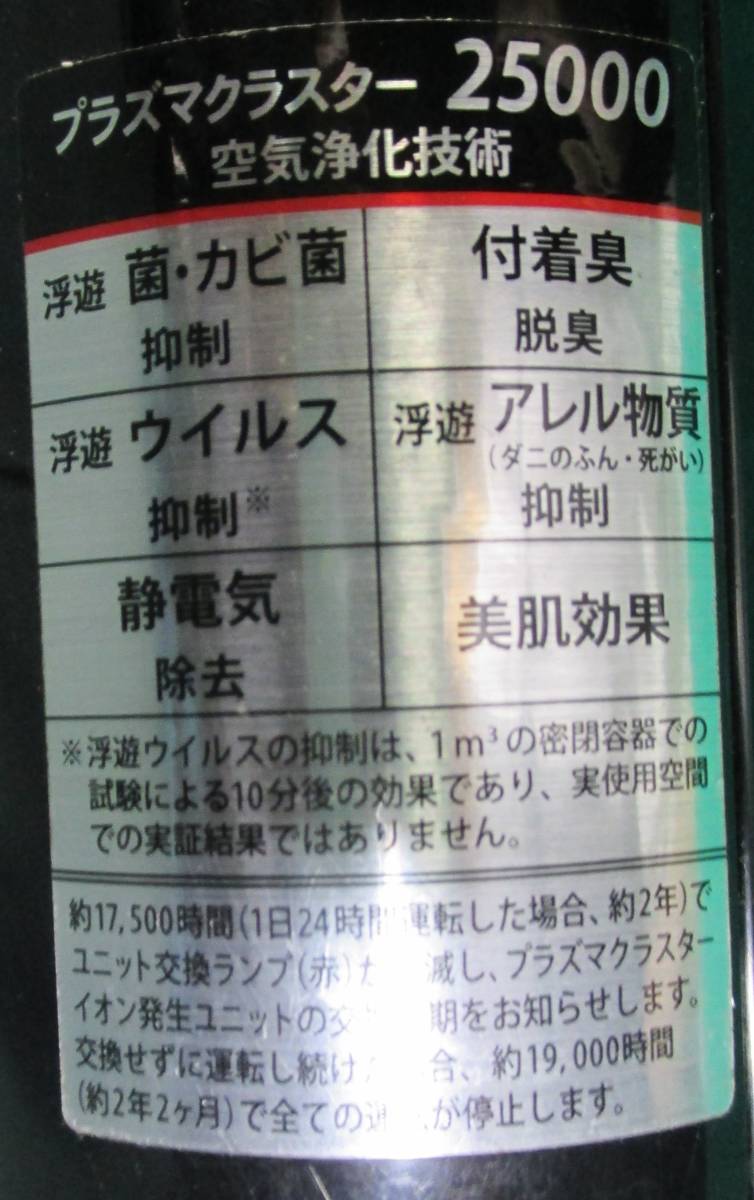 プラズマクラスター 25000
空気浄化技術
浮遊 菌・カビ菌
抑制
付着臭
脱臭
浮遊 ウイルス
抑制※
浮遊 アレル物質
(ダニのふん・死がい)
抑制
静電気
除去
美肌効果
※浮遊ウイルスの抑制は、1m³の密閉容器での
試験による10分後の効果であり、実使用空間
での実証結果ではありません。
約17,500時間(1日24時間運転した場合、約2年)で
ユニット交換ランプ(赤)が 滅し、プラズマクラスター
イオン発生ユニットの交 期をお知らせします。
交換せずに運転し続け 合、約19,000時間
(約2年2ヶ月)で全ての が停止します。